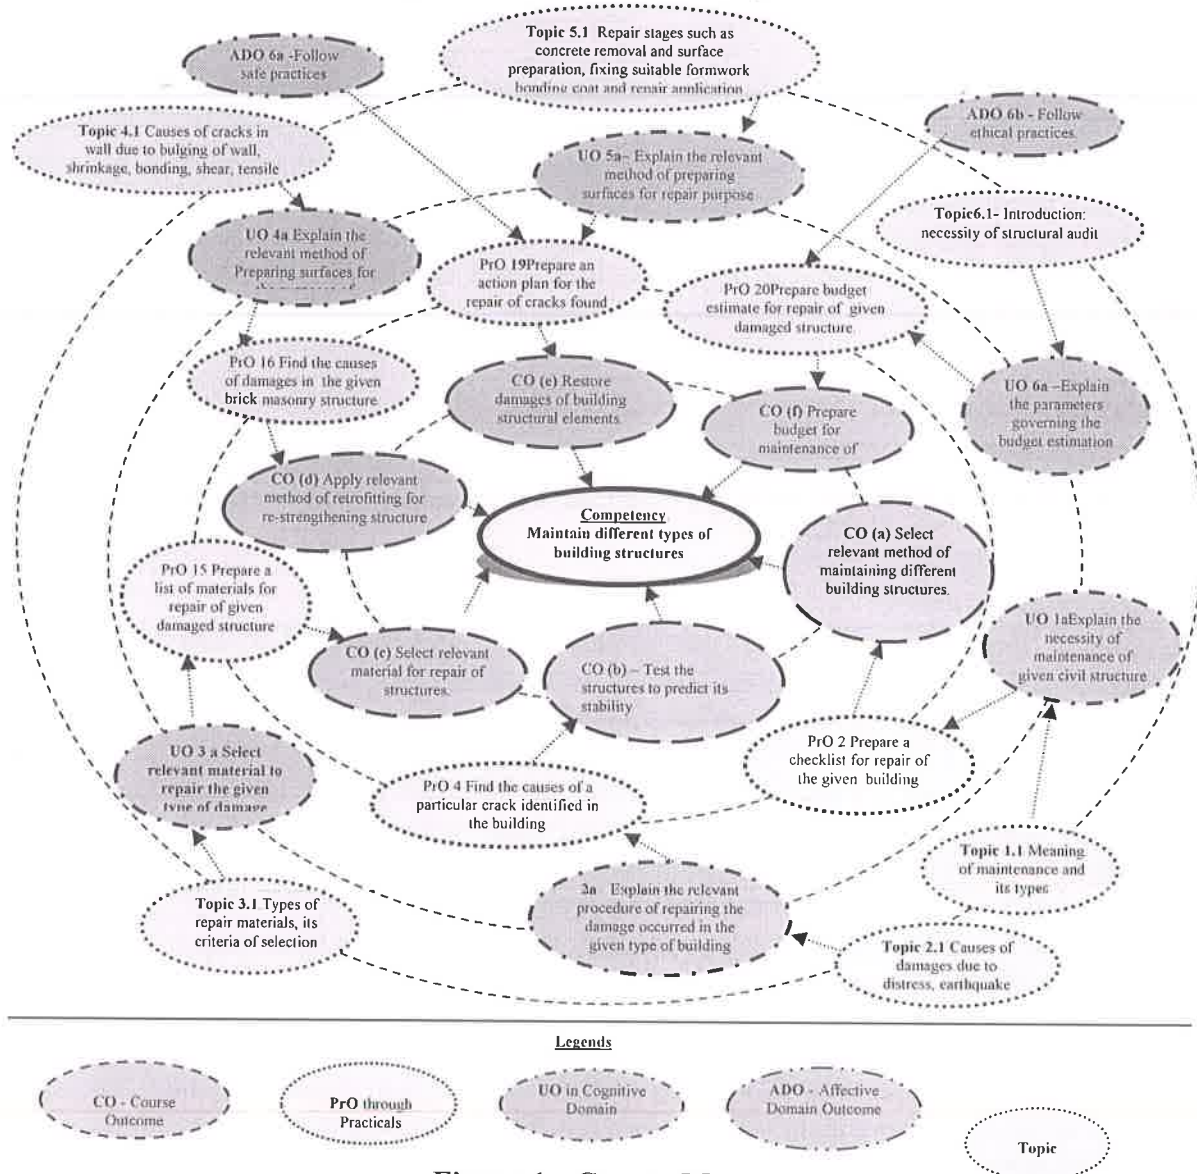 Topic 5.1 Repair stages such as
concrete removal and surface
preparation, fixing suitable formwork
bonding coat and repair application
ADO 6a -Follow
safe practices
ADO 6b - Follow
ethical practices.
Topic 4.1 Causes of cracks in
wall due to bulging of wall,
shrinkage, bonding, shear, tensile
UO 5a– Explain the relevant
method of preparing
surfaces for repair purpose
Topic6.1- Introduction:
necessity of structural audit
UO 4a Explain the
relevant method of
Preparing surfaces for
PrO 19Prepare an
action plan for the
repair of cracks found
PrO 20Prepare budget
estimate for repair of given
damaged structure
PrO 16 Find the causes
of damages in the given
brick masonry structure
CO (e) Restore
damages of building
structural elements
CO (f) Prepare
budget for
maintenance of
UO 6a –Explain
the parameters
governing the
budget estimation
CO (d) Apply relevant
method of retrofitting for
re-strengthening structure
Competency
Maintain different types of
building structures
CO (a) Select
relevant method of
maintaining different
building structures.
PrO 15 Prepare a
list of materials for
repair of given
damaged structure
UO 1aExplain the
necessity of
maintenance of
given civil structure
CO (c) Select relevant
material for repair of
structures.
CO (b) – Test the
structures to predict its
stability
UO 3 a Select
relevant material to
repair the given
type of damage
PrO 4 Find the causes of a
particular crack identified in
the building
PrO 2 Prepare a
checklist for repair of
the given building
Topic 1.1 Meaning
of maintenance and
its types
Topic 3.1 Types of
repair materials, its
criteria of selection
2a Explain the relevant
procedure of repairing the
damage occurred in the
given type of building
Topic 2.1 Causes of
damages due to
distress, earthquake
Legends
CO - Course
Outcome
PrO through
Practicals
UO in Cognitive
Domain
ADO - Affective
Domain Outcome
Topic